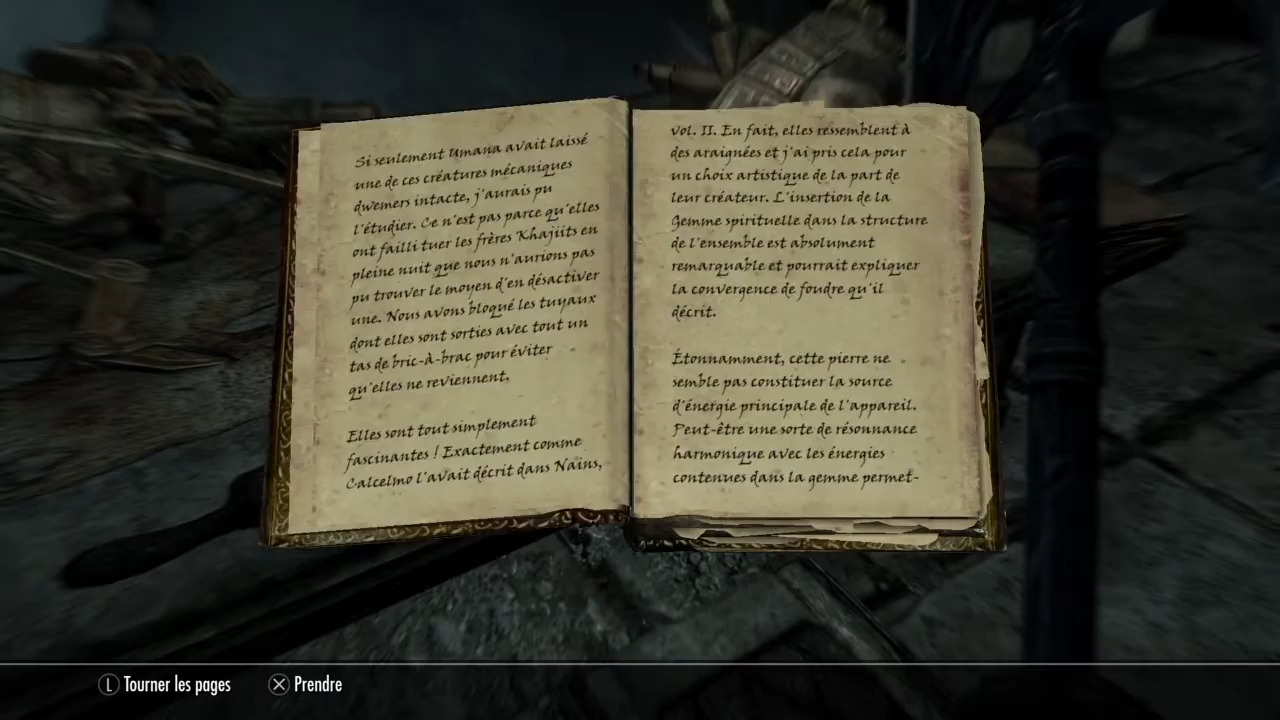 Si seulement Umana avait laissé
une de ces créatures mécaniques
dwemers intacte, j'aurais pu
l'étudier. Ce n'est pas parce qu'elles
ont failli tuer les frères Khajiits en
pleine nuit que nous n'aurions pas
pu trouver le moyen d'en désactiver
une. Nous avons bloqué les tuyaux
dont elles sont sorties avec tout un
tas de bric-à-brac pour éviter
qu'elles ne reviennent.
Elles sont tout simplement
fascinantes ! Exactement comme
Calcelmo l'avait décrit dans Nains,
vol. II. En fait, elles ressemblent à
des araignées et j'ai pris cela pour
un choix artistique de la part de
leur créateur. L'insertion de la
Gemme spirituelle dans la structure
de l'ensemble est absolument
remarquable et pourrait expliquer
la convergence de foudre qu'il
décrit.
Étonnamment, cette pierre ne
semble pas constituer la source
d'énergie principale de l'appareil.
Peut-être une sorte de résonnance
harmonique avec les énergies
contenues dans la gemme permet-
L Tourner les pages
X Prendre